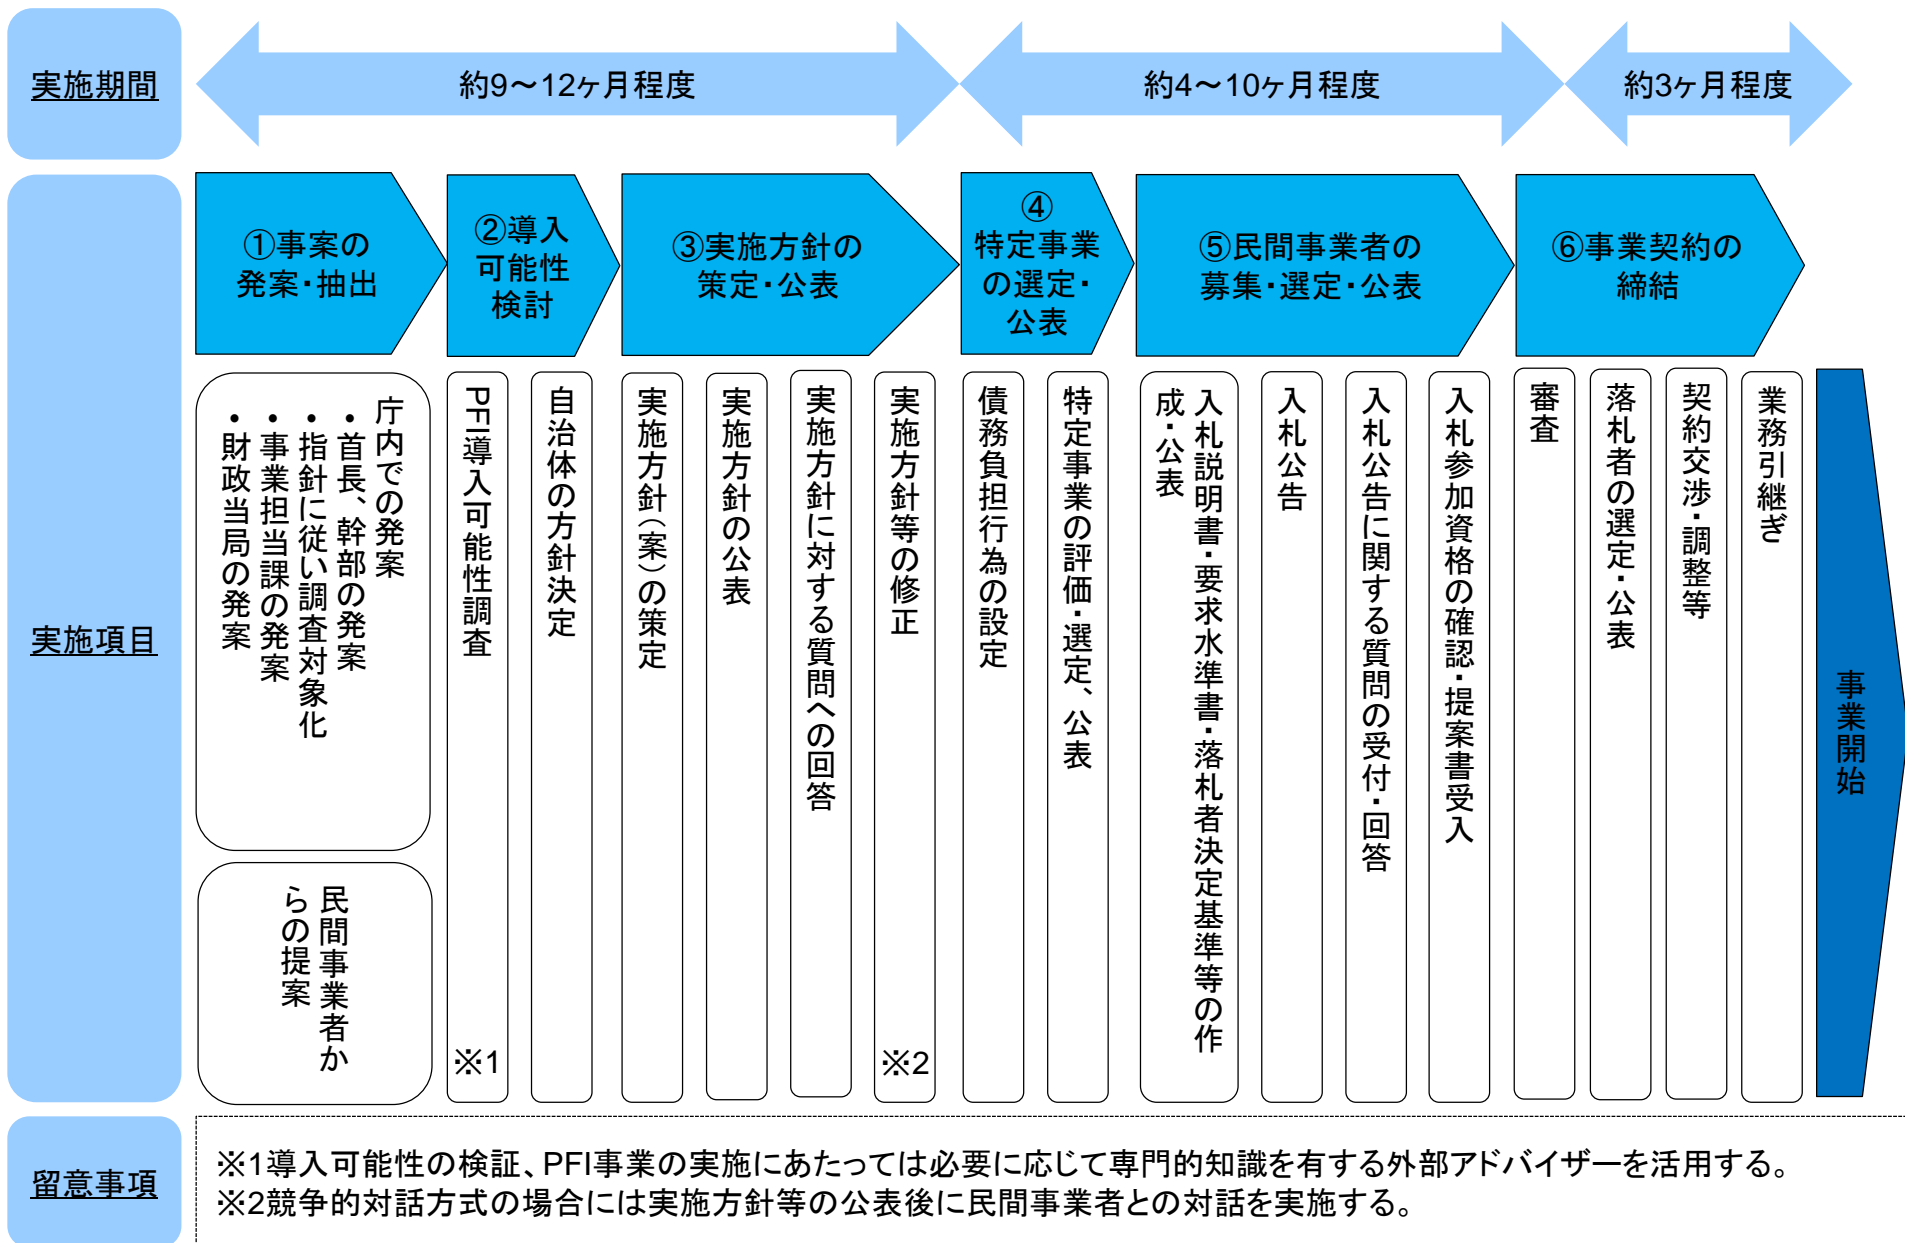 実施期間
約9～12ヶ月程度
約4～10ヶ月程度
約3ヶ月程度
実施項目
①事案の
発案・抽出
②導入
可能性
検討
③実施方針の
策定・公表
④
特定事業
の選定・
公表
⑤民間事業者の
募集・選定・公表
⑥事業契約の
締結
庁内での発案
・首長、幹部の発案
・指針に従い調査対象化
・事業担当課の発案
・財政当局の発案
民間事業者か
らの提案
PFI導入可能性調査
※1
自治体の方針決定
実施方針（案）の策定
実施方針の公表
実施方針に対する質問への回答
実施方針等の修正
※2
債務負担行為の設定
特定事業の評価・選定、公表
入札説明書・要求水準書・落札者決定基準等の作
成・公表
入札公告
入札公告に関する質問の受付・回答
入札参加資格の確認・提案書受入
審査
落札者の選定・公表
契約交渉・調整等
業務引継ぎ
事業開始
留意事項
※1導入可能性の検証、PFI事業の実施にあたっては必要に応じて専門的知識を有する外部アドバイザーを活用する。
※2競争的対話方式の場合には実施方針等の公表後に民間事業者との対話を実施する。